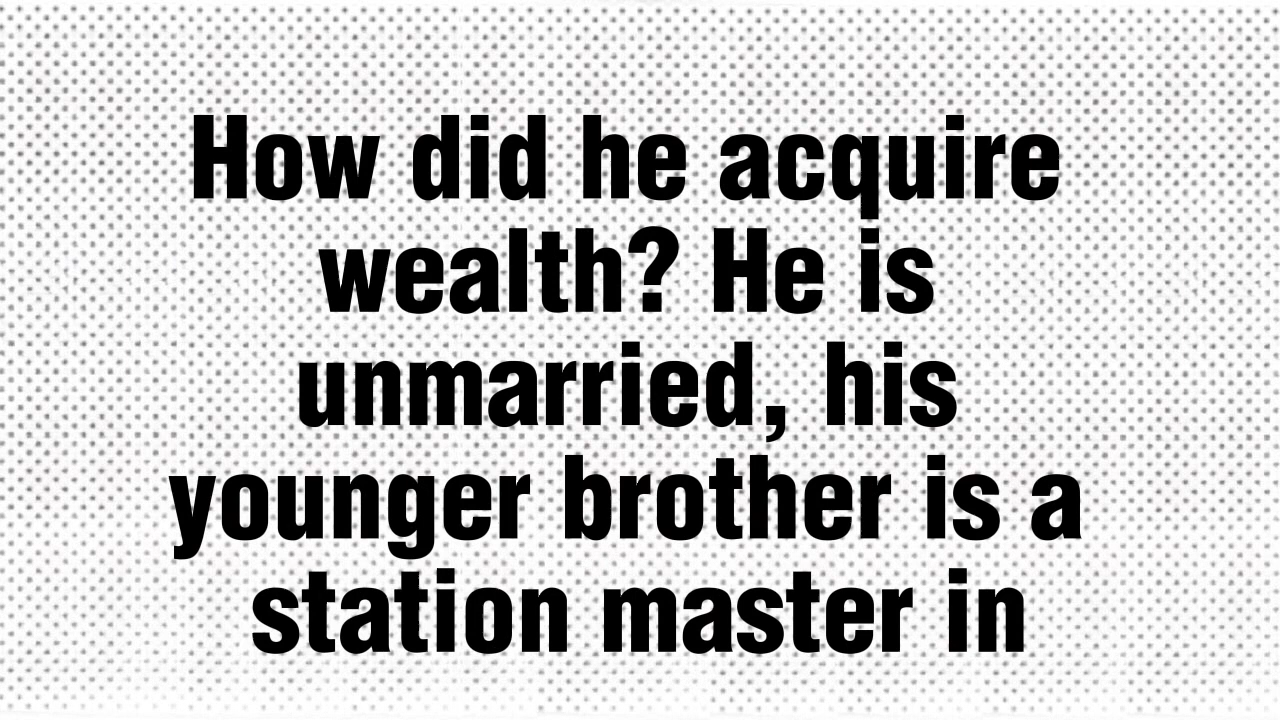 How did he acquire
wealth? He is
unmarried, his
younger brother is a
station master in